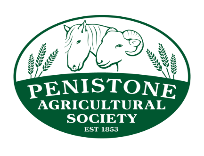 PENISTONE
AGRICULTURAL
SOCIETY
EST 1853